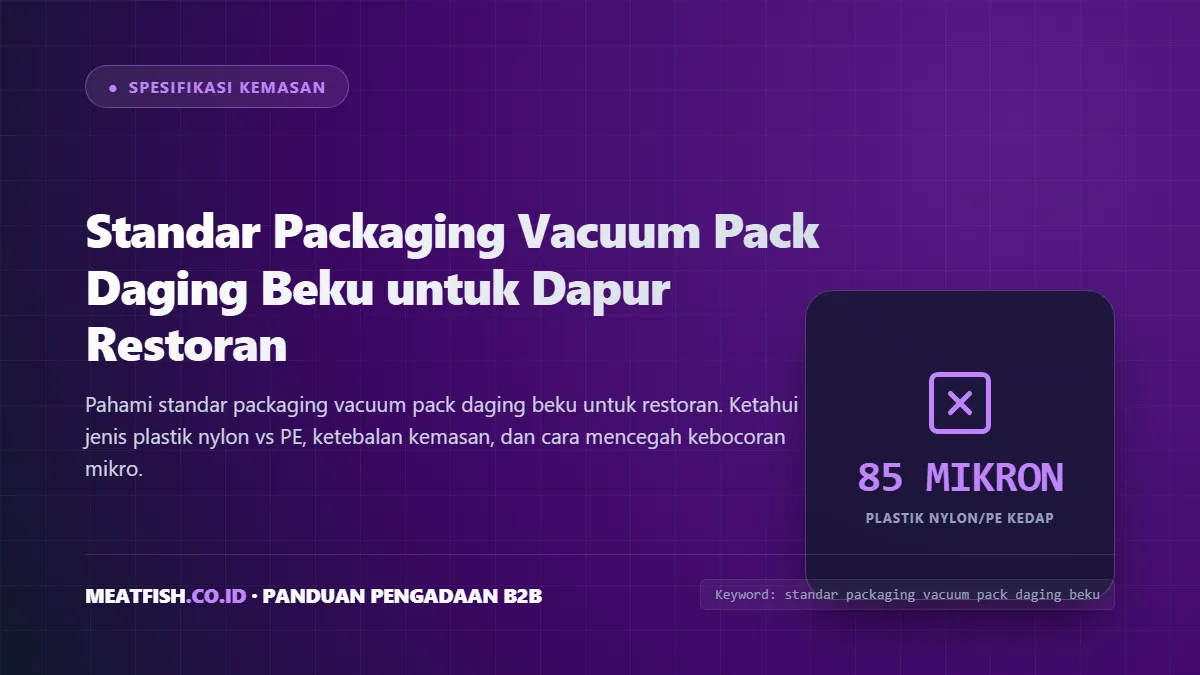 • SPESIFIKASI KEMASAN
Standar Packaging Vacuum Pack
Daging Beku untuk Dapur
Restoran
Pahami standar packaging vacuum pack daging beku untuk restoran. Ketahui
jenis plastik nylon vs PE, ketebalan kemasan, dan cara mencegah kebocoran
mikro.
85 MIKRON
PLASTIK NYLON/PE KEDAP
MEATFISH.CO.ID • PANDUAN PENGADAAN B2B
Keyword: standar packaging vacuum pack daging beku